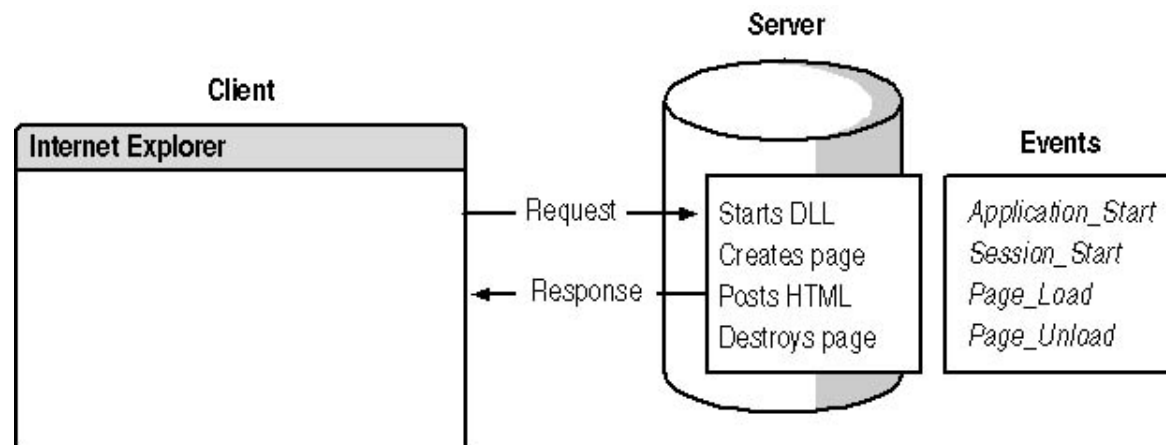 Server
Client
Internet Explorer
Events
Request
Starts DLL
Creates page
Response
Posts HTML
Destroys page
Application_Start
Session_Start
Page_Load
Page_Unload